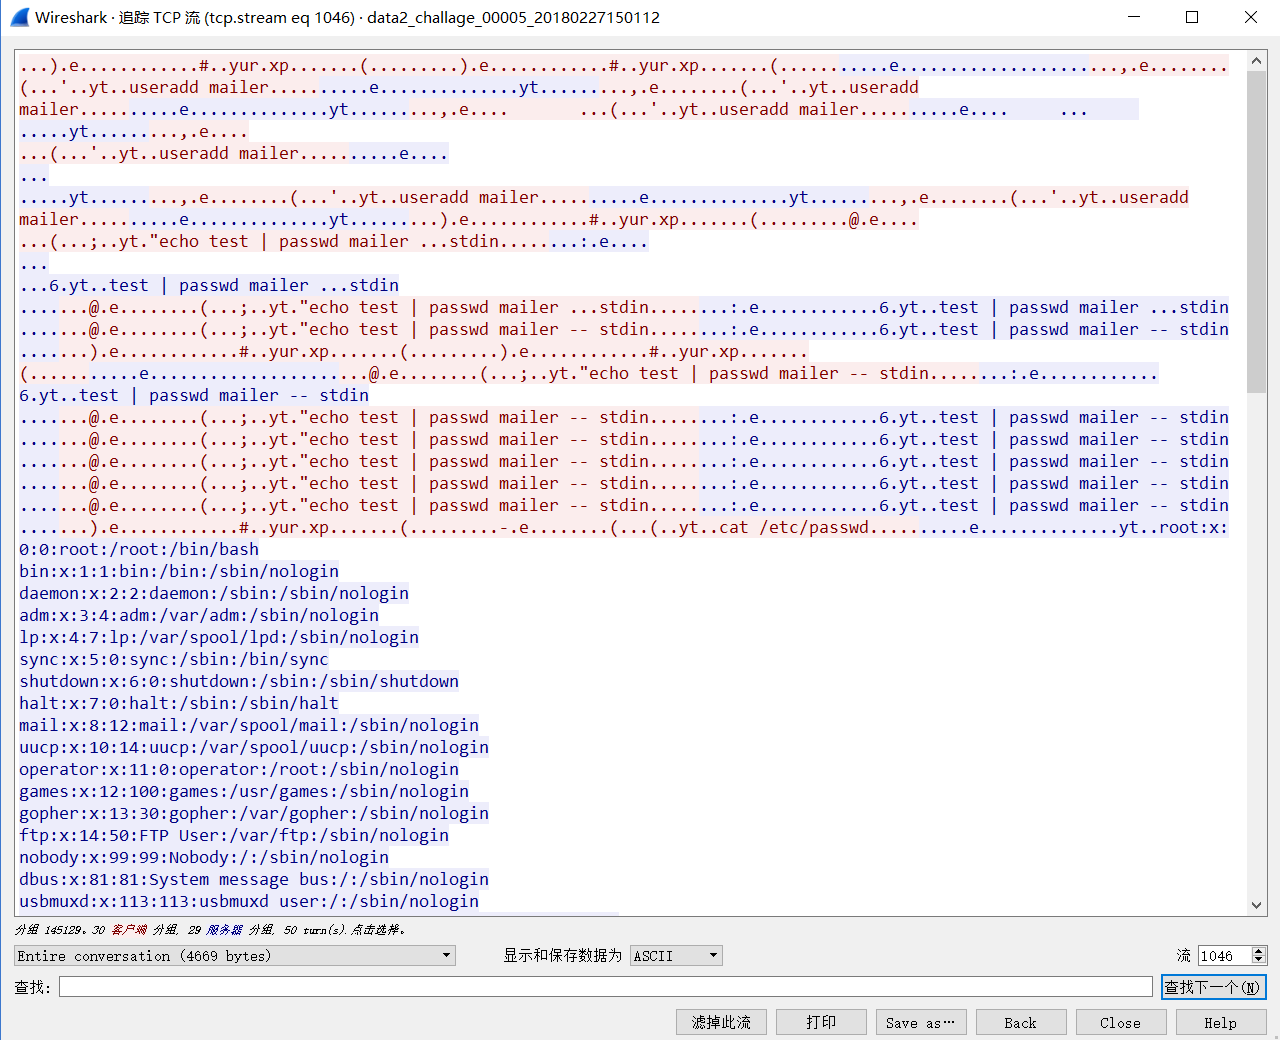 Wireshark · 追踪 TCP 流 (tcp.stream eq 1046) · data2_challage_00005_20180227150112
...).e............#..yur.xp.......(.........).e............#..yur.xp.......(...........e......................,.e........
(...'..yt..useradd mailer..........e...............yt.........,.e........(...'..yt..useradd
mailer..........e..............yt.........,.e.... ...(...'..yt..useradd mailer..........e.... ...
.....yt.........,.e....
...(...'..yt..useradd mailer..........e....
...
.....yt.........,.e........(...'..yt..useradd mailer..........e..............yt.........,.e........(...'..yt..useradd
mailer..........e..............yt.........).e............#..yur.xp.......(.........@.e....
...(...;..yt."echo test | passwd mailer ...stdin........:.e....
...
...6.yt..test | passwd mailer ...stdin
.......@.e........(...;..yt."echo test | passwd mailer ...stdin........:.e............6.yt..test | passwd mailer ...stdin
.......@.e........(...;..yt."echo test | passwd mailer -- stdin........:.e............6.yt..test | passwd mailer -- stdin
.......).e............#..yur.xp.......(.........).e............#..yur.xp.......
(...........e......................@.e........(...;..yt."echo test | passwd mailer -- stdin........:.e............
6.yt..test | passwd mailer -- stdin
.......@.e........(...;..yt."echo test | passwd mailer -- stdin........:.e............6.yt..test | passwd mailer -- stdin
.......@.e........(...;..yt."echo test | passwd mailer -- stdin........:.e............6.yt..test | passwd mailer -- stdin
.......@.e........(...;..yt."echo test | passwd mailer -- stdin........:.e............6.yt..test | passwd mailer -- stdin
.......@.e........(...;..yt."echo test | passwd mailer -- stdin........:.e............6.yt..test | passwd mailer -- stdin
.......@.e........(...;..yt."echo test | passwd mailer -- stdin........:.e............6.yt..test | passwd mailer -- stdin
.......).e............#..yur.xp.......(.........-.e........(...(..yt..cat /etc/passwd..........e..............yt..root:x:
0:0:root:/root:/bin/bash
bin:x:1:1:bin:/bin:/sbin/nologin
daemon:x:2:2:daemon:/sbin:/sbin/nologin
adm:x:3:4:adm:/var/adm:/sbin/nologin
lp:x:4:7:lp:/var/spool/lpd:/sbin/nologin
sync:x:5:0:sync:/sbin:/bin/sync
shutdown:x:6:0:shutdown:/sbin:/sbin/shutdown
halt:x:7:0:halt:/sbin:/sbin/halt
mail:x:8:12:mail:/var/spool/mail:/sbin/nologin
uucp:x:10:14:uucp:/var/spool/uucp:/sbin/nologin
operator:x:11:0:operator:/root:/sbin/nologin
games:x:12:100:games:/usr/games:/sbin/nologin
gopher:x:13:30:gopher:/var/gopher:/sbin/nologin
ftp:x:14:50:FTP User:/var/ftp:/sbin/nologin
nobody:x:99:99:Nobody:/:/sbin/nologin
dbus:x:81:81:System message bus:/:/sbin/nologin
usbmuxd:x:113:113:usbmuxd user:/:/sbin/nologin
分组 145129。30 客户端 分组, 29 服务器 分组, 50 turn(s).点击选择。
Entire conversation (4669 bytes) 显示和保存数据为 ASCII 流 1046
查找: 查找下一个(N)
滤掉此流 打印 Save as… Back Close Help